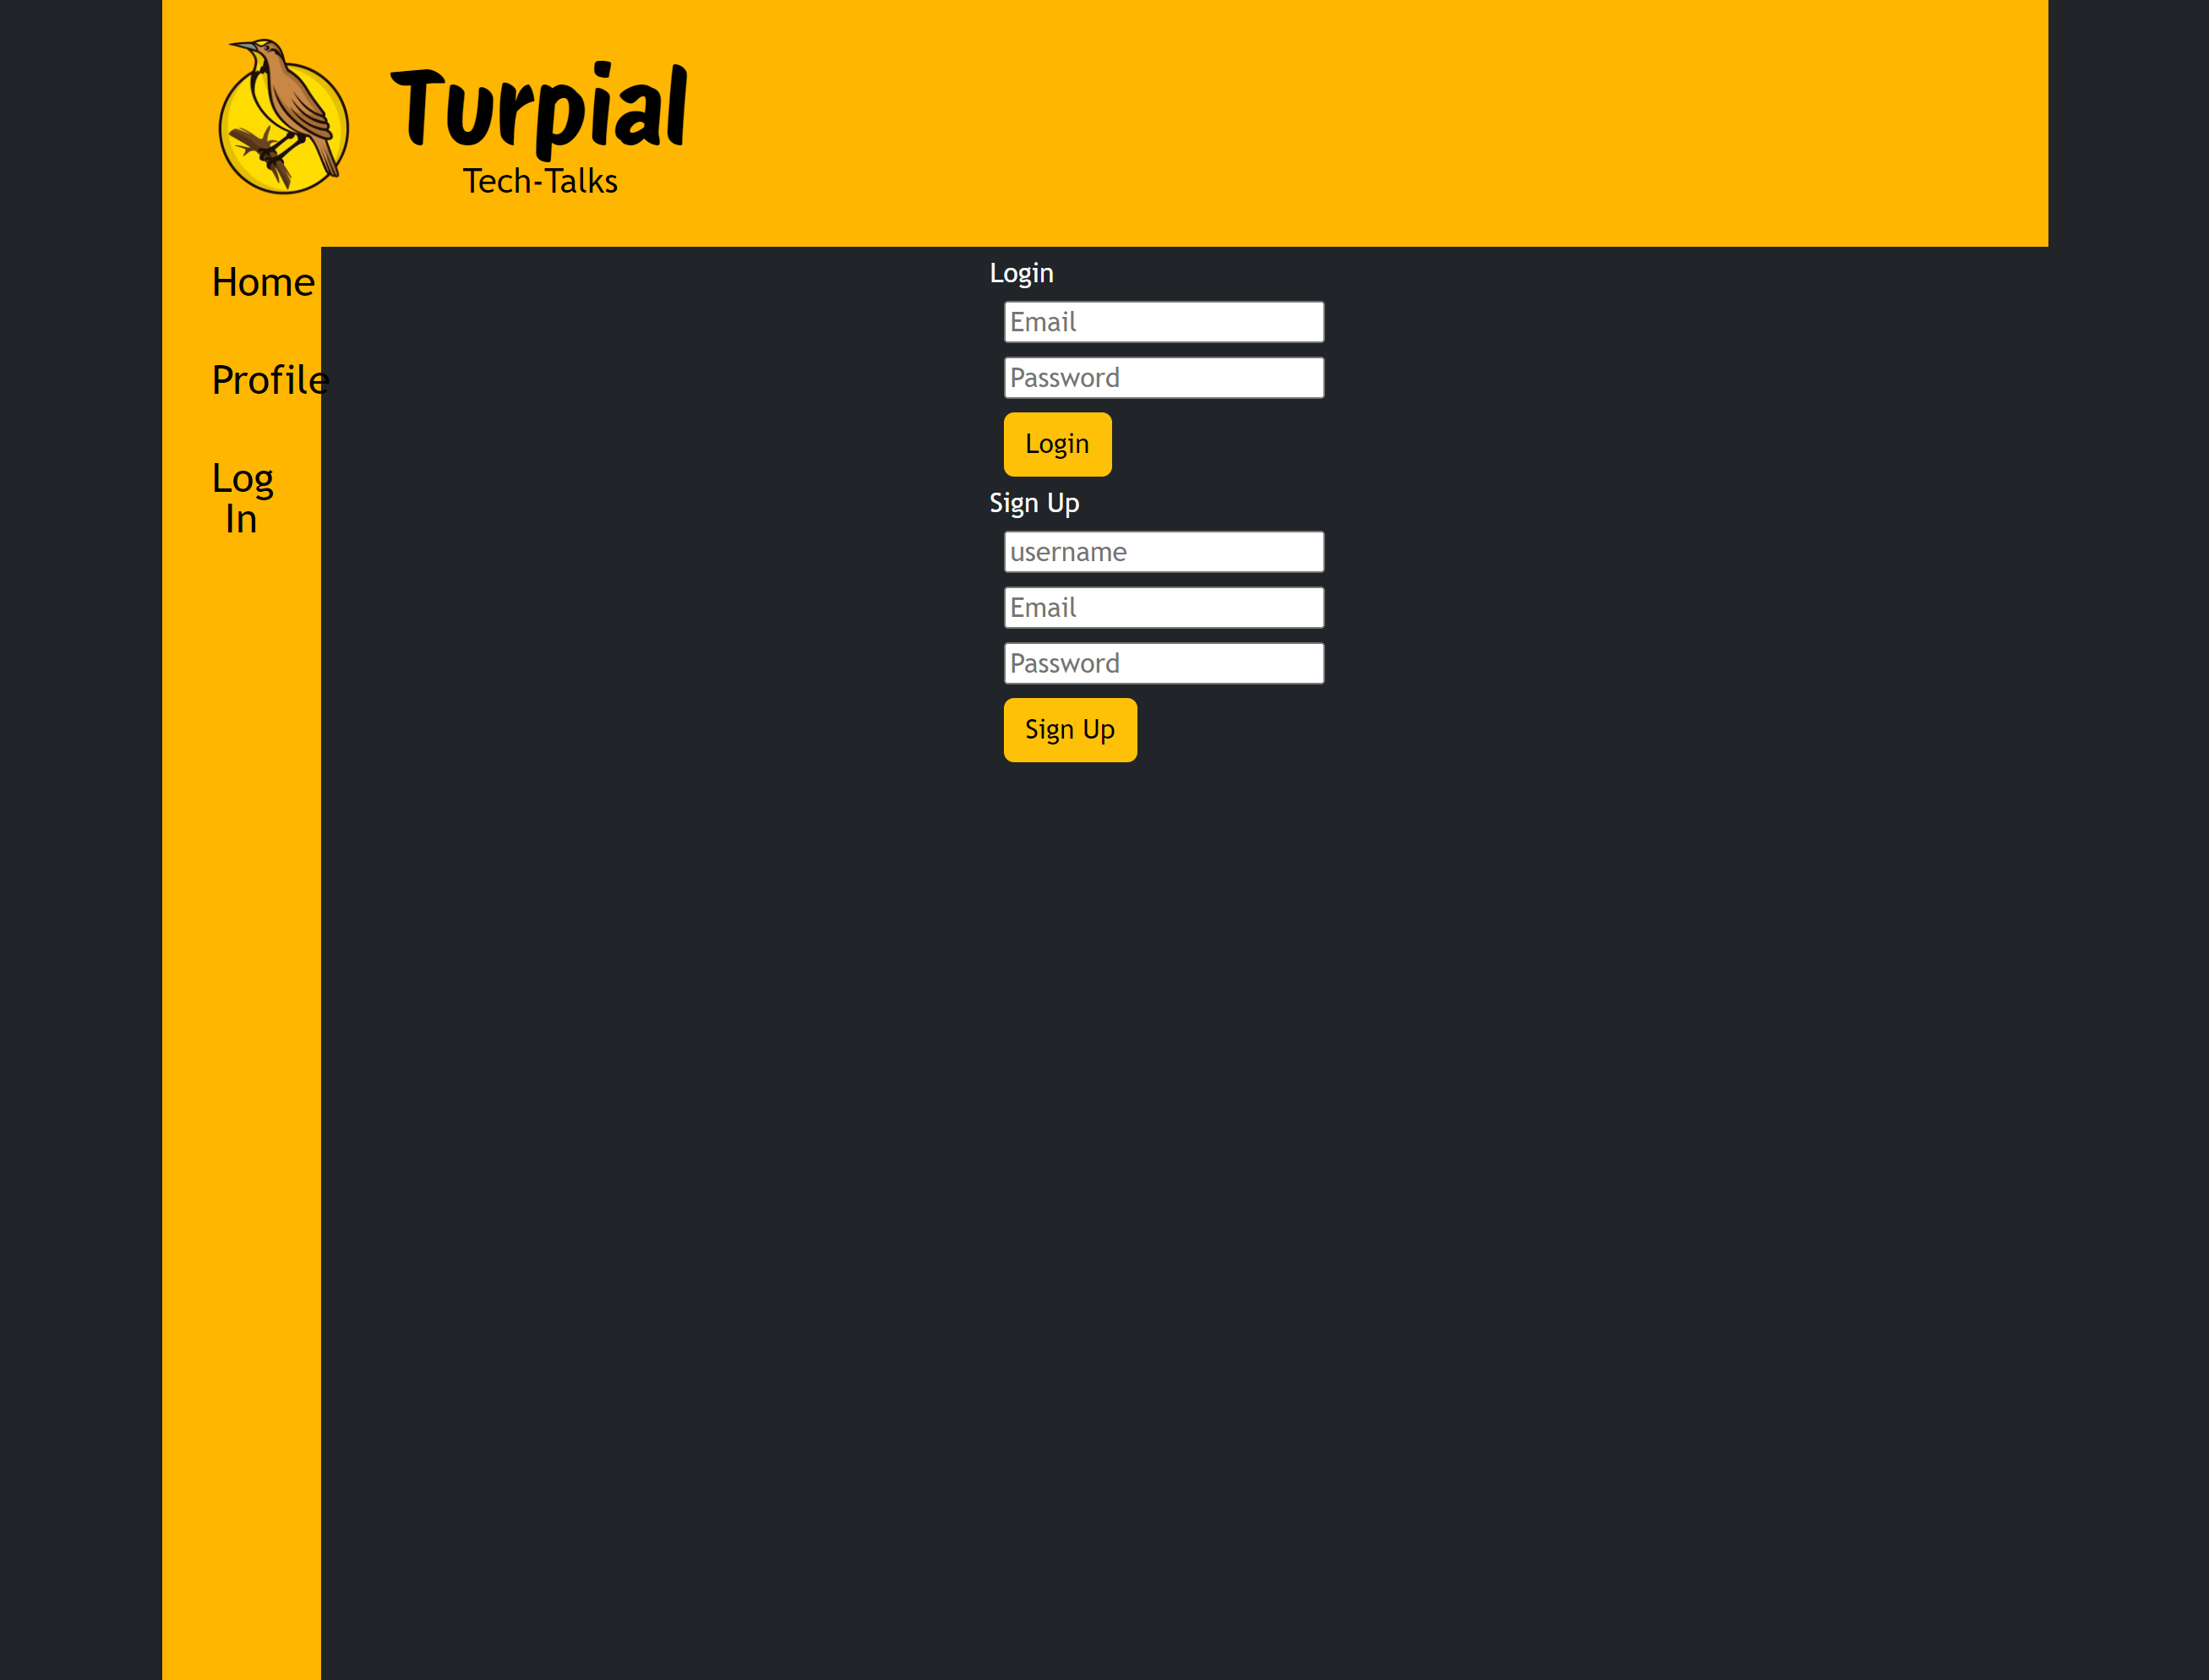 Turpial
Tech-Talks
Home
Profile
Log
In
Login
Email
Password
Login
Sign Up
username
Email
Password
Sign Up